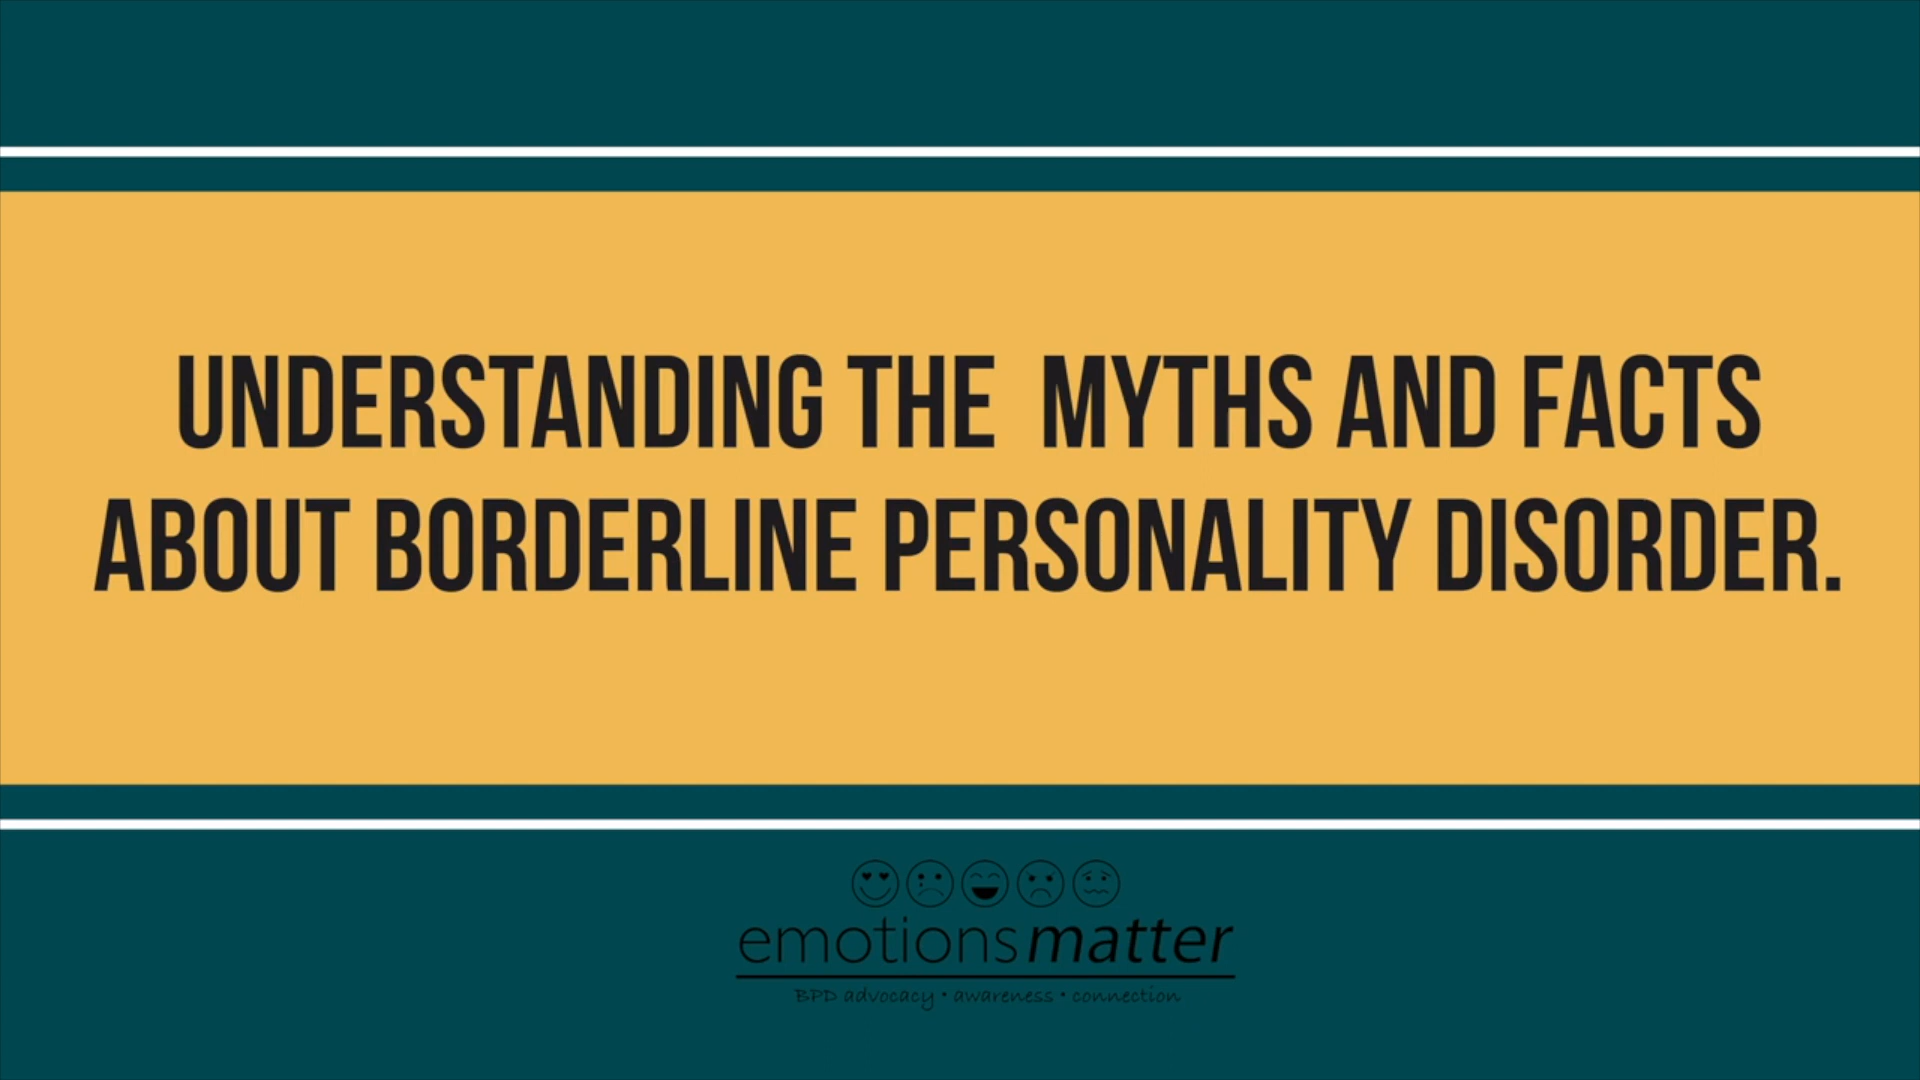 UNDERSTANDING THE  MYTHS AND FACTS
ABOUT BORDERLINE PERSONALITY DISORDER.
emotionsmatter
BPD advocacy • awareness • connection